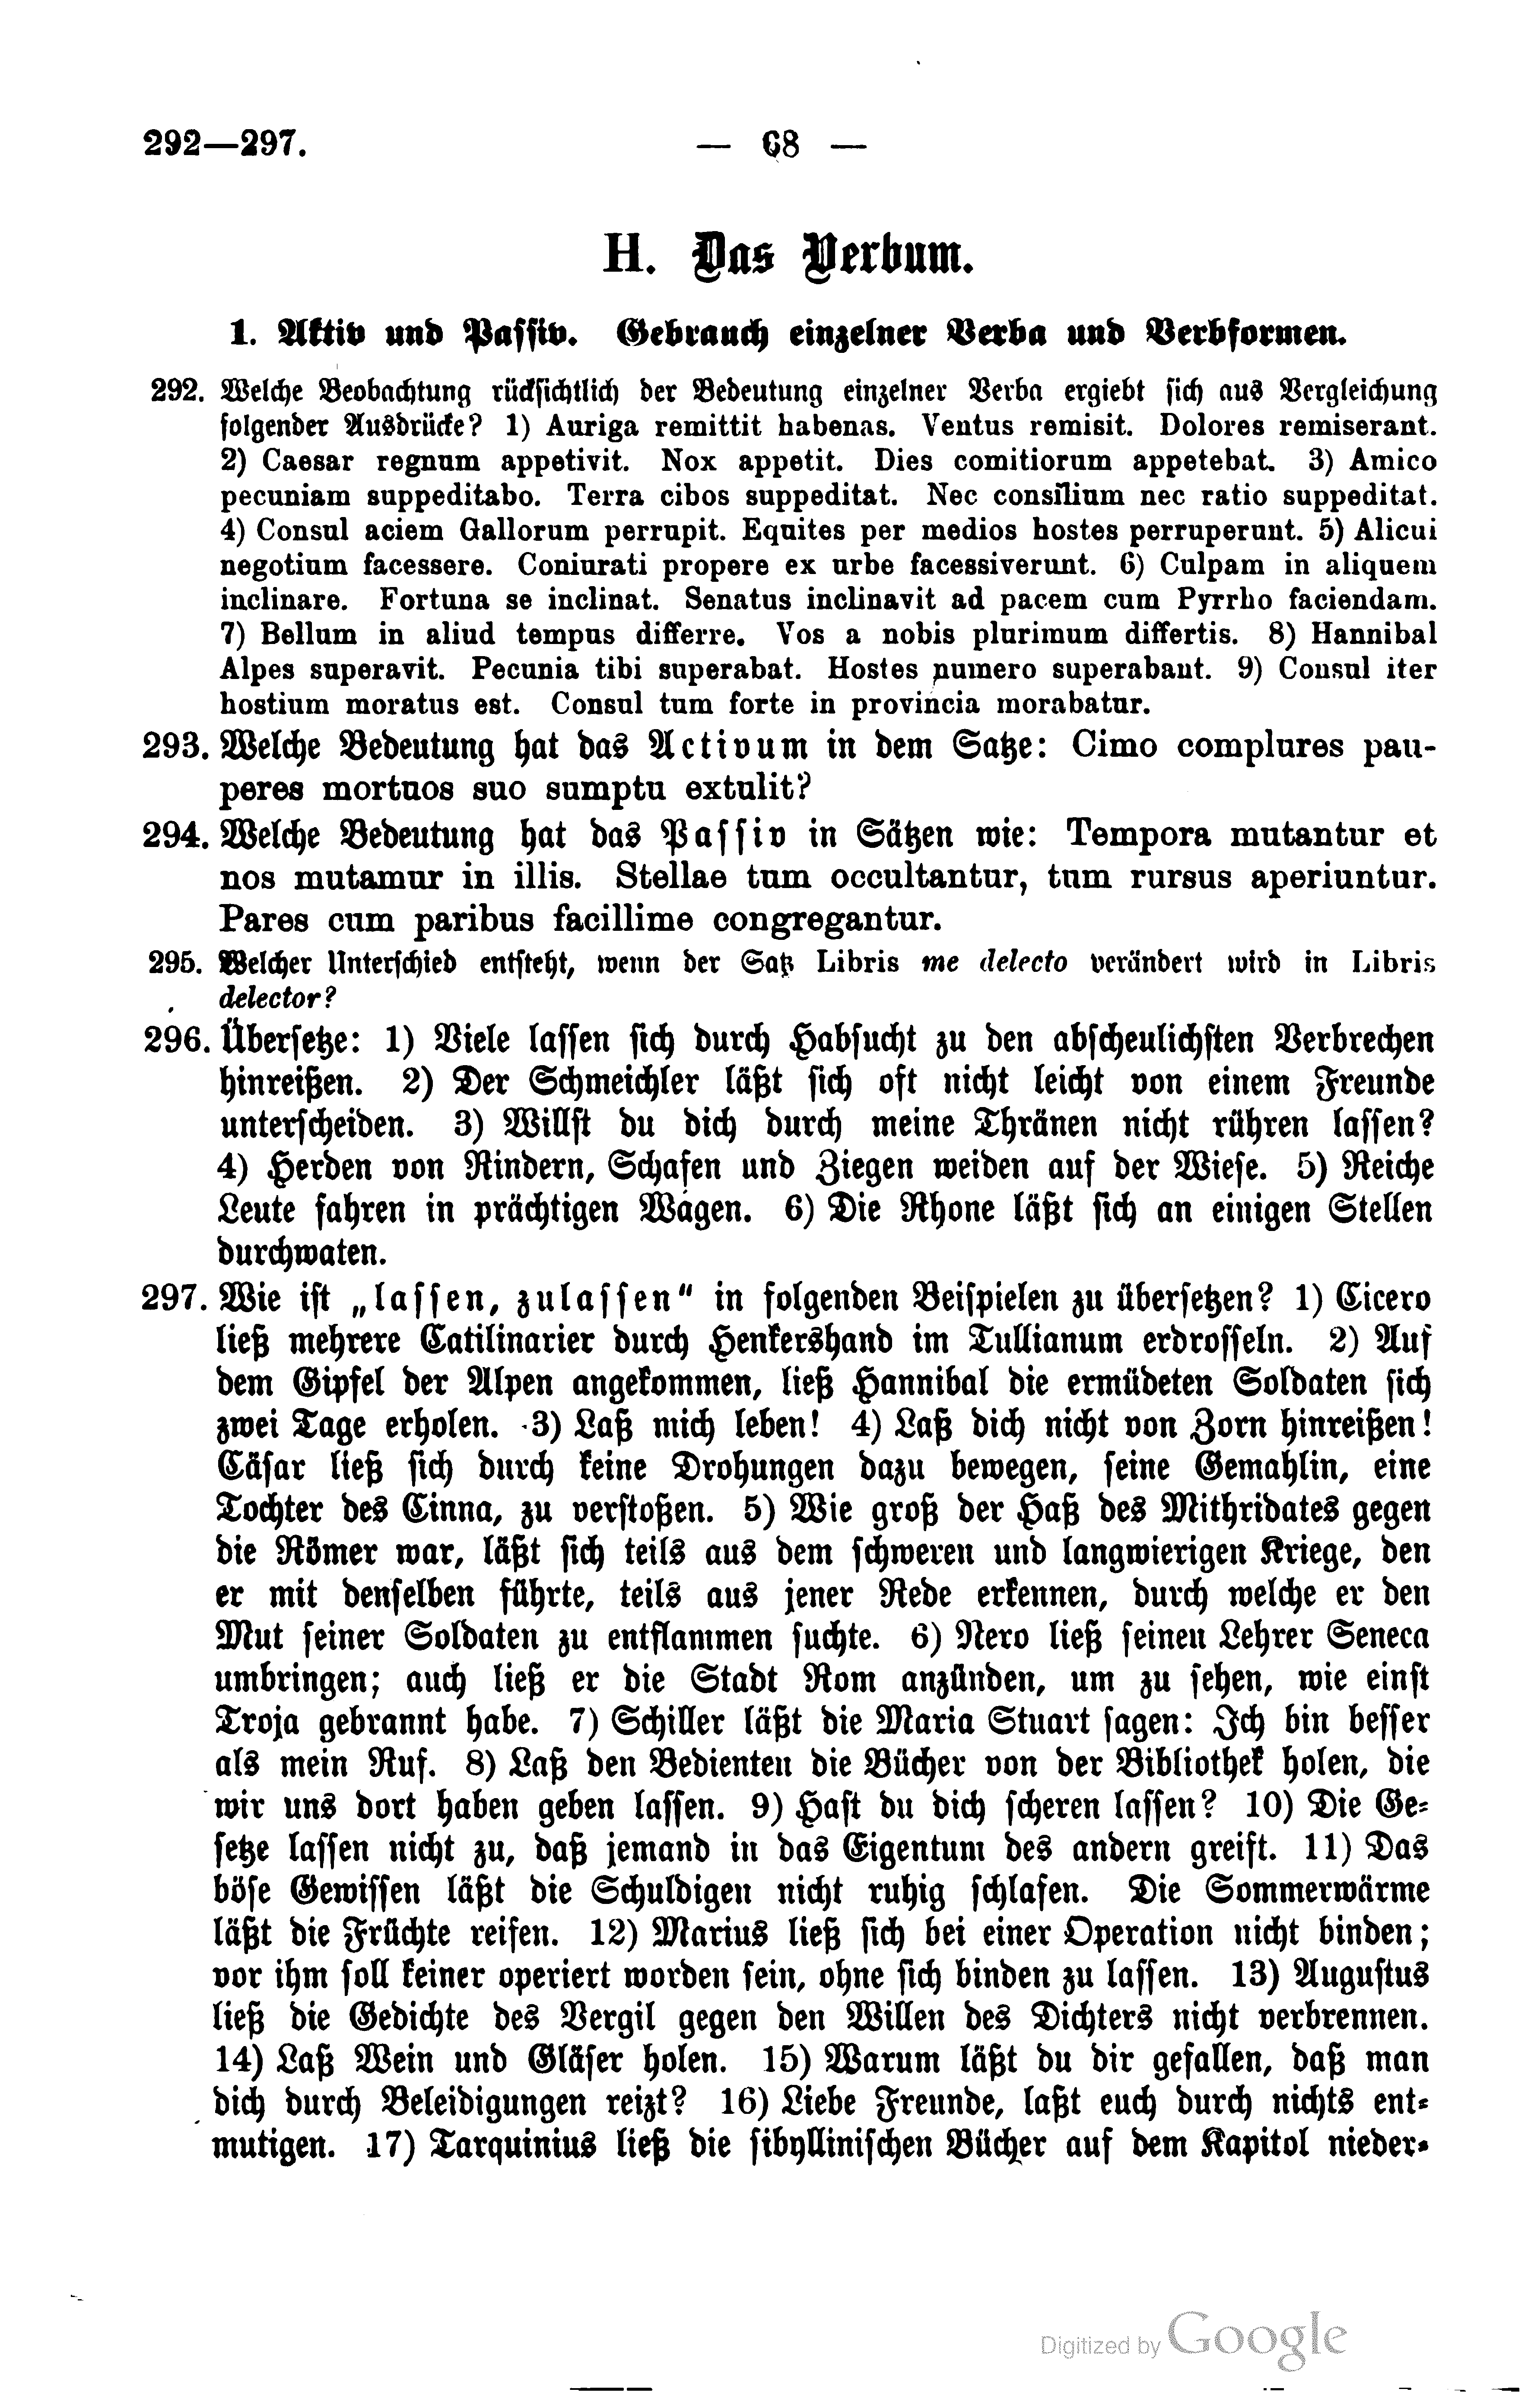 292—297. — 68 —
H. Das Verbum.
1. Aktiv und Passiv. Gebrauch einzelner Verba und Verbformen.
292. Welche Beobachtung rücksichtlich der Bedeutung einzelner Verba ergiebt sich aus Vergleichung
folgender Ausdrücke? 1) Auriga remittit habenas. Ventus remisit. Dolores remiserant.
2) Caesar regnum appetivit. Nox appetit. Dies comitiorum appetebat. 3) Amico
pecuniam suppeditabo. Terra cibos suppeditat. Nec consilium nec ratio suppeditat.
4) Consul aciem Gallorum perrupit. Equites per medios hostes perruperunt. 5) Alicui
negotium facessere. Coniurati propere ex urbe facessiverunt. 6) Culpam in aliquem
inclinare. Fortuna se inclinat. Senatus inclinavit ad pacem cum Pyrrho faciendam.
7) Bellum in aliud tempus differre. Vos a nobis plurimum differtis. 8) Hannibal
Alpes superavit. Pecunia tibi superabat. Hostes numero superabant. 9) Consul iter
hostium moratus est. Consul tum forte in provincia morabatur.
293. Welche Bedeutung hat das Activum in dem Satze: Cimo complures pau-
peres mortuos suo sumptu extulit?
294. Welche Bedeutung hat das Passiv in Sätzen wie: Tempora mutantur et
nos mutamur in illis. Stellae tum occultantur, tum rursus aperiuntur.
Pares cum paribus facillime congregantur.
295. Welcher Unterschied entsteht, wenn der Satz Libris me delecto verändert wird in Libris
delector?
296. Übersetze: 1) Viele lassen sich durch Habsucht zu den abscheulichsten Verbrechen
hinreißen. 2) Der Schmeichler läßt sich oft nicht leicht von einem Freunde
unterscheiden. 3) Willst du dich durch meine Thränen nicht rühren lassen?
4) Herden von Rindern, Schafen und Ziegen weiden auf der Wiese. 5) Reiche
Leute fahren in prächtigen Wagen. 6) Die Rhone läßt sich an einigen Stellen
durchwaten.
297. Wie ist „lassen, zulassen“ in folgenden Beispielen zu übersetzen? 1) Cicero
ließ mehrere Catilinarier durch Henkershand im Tullianum erdrosseln. 2) Auf
dem Gipfel der Alpen angekommen, ließ Hannibal die ermüdeten Soldaten sich
zwei Tage erholen. 3) Laß mich leben! 4) Laß dich nicht von Zorn hinreißen!
Cäsar ließ sich durch keine Drohungen dazu bewegen, seine Gemahlin, eine
Tochter des Cinna, zu verstoßen. 5) Wie groß der Haß des Mithridates gegen
die Römer war, läßt sich teils aus dem schweren und langwierigen Kriege, den
er mit denselben führte, teils aus jener Rede erkennen, durch welche er den
Mut seiner Soldaten zu entflammen suchte. 6) Nero ließ seinen Lehrer Seneca
umbringen; auch ließ er die Stadt Rom anzünden, um zu sehen, wie einst
Troja gebrannt habe. 7) Schiller läßt die Maria Stuart sagen: Ich bin besser
als mein Ruf. 8) Laß den Bedienten die Bücher von der Bibliothek holen, die
wir uns dort haben geben lassen. 9) Hast du dich scheren lassen? 10) Die Ge-
setze lassen nicht zu, daß jemand in das Eigentum des andern greift. 11) Das
böse Gewissen läßt die Schuldigen nicht ruhig schlafen. Die Sommerwärme
läßt die Früchte reifen. 12) Marius ließ sich bei einer Operation nicht binden;
vor ihm soll keiner operiert worden sein, ohne sich binden zu lassen. 13) Augustus
ließ die Gedichte des Vergil gegen den Willen des Dichters nicht verbrennen.
14) Laß Wein und Gläser holen. 15) Warum läßt du dir gefallen, daß man
dich durch Beleidigungen reizt? 16) Liebe Freunde, laßt euch durch nichts ent-
mutigen. 17) Tarquinius ließ die sibyllinischen Bücher auf dem Kapitol nieder-
Digitized by Google